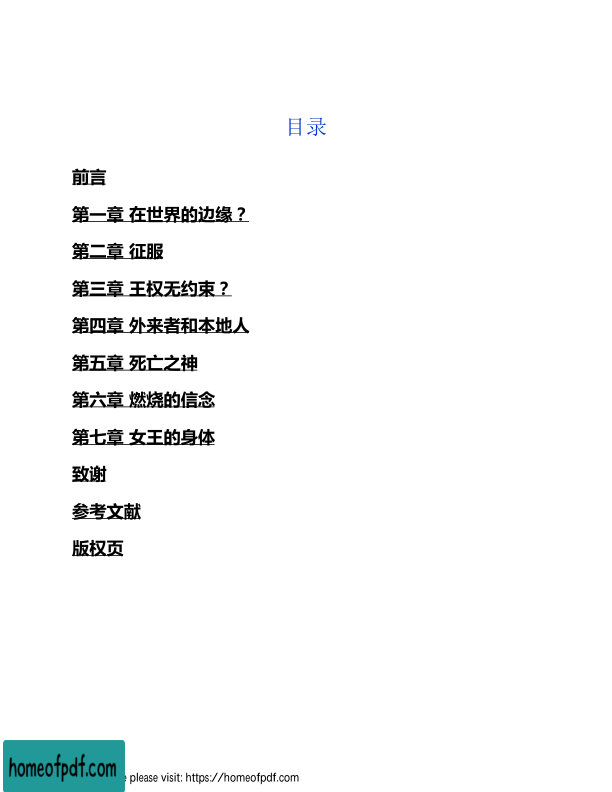 目录
前言
第一章 在世界的边缘？
第二章 征服
第三章 王权无约束？
第四章 外来者和本地人
第五章 死亡之神
第六章 燃烧的信念
第七章 女王的身体
致谢
参考文献
版权页
homeofpdf.com
please visit: https://homeofpdf.com